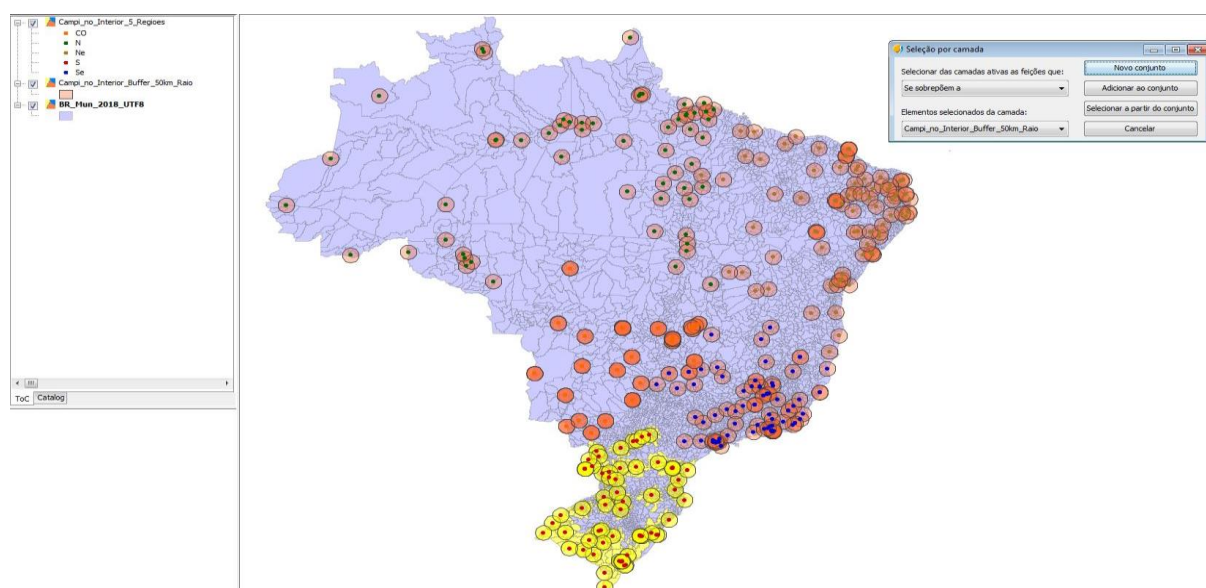 Campi_no_Interior_5_Regioes
CO
N
Ne
S
Se
Campi_no_Interior_Buffer_50km_Raio
BR_Mun_2018_UTF8
ToC
Catalog
Seleção por camada
Selecionar das camadas ativas as feições que:
Se sobrepõem a
Elementos selecionados da camada:
Campi_no_Interior_Buffer_50km_Raio
Novo conjunto
Adicionar ao conjunto
Selecionar a partir do conjunto
Cancelar